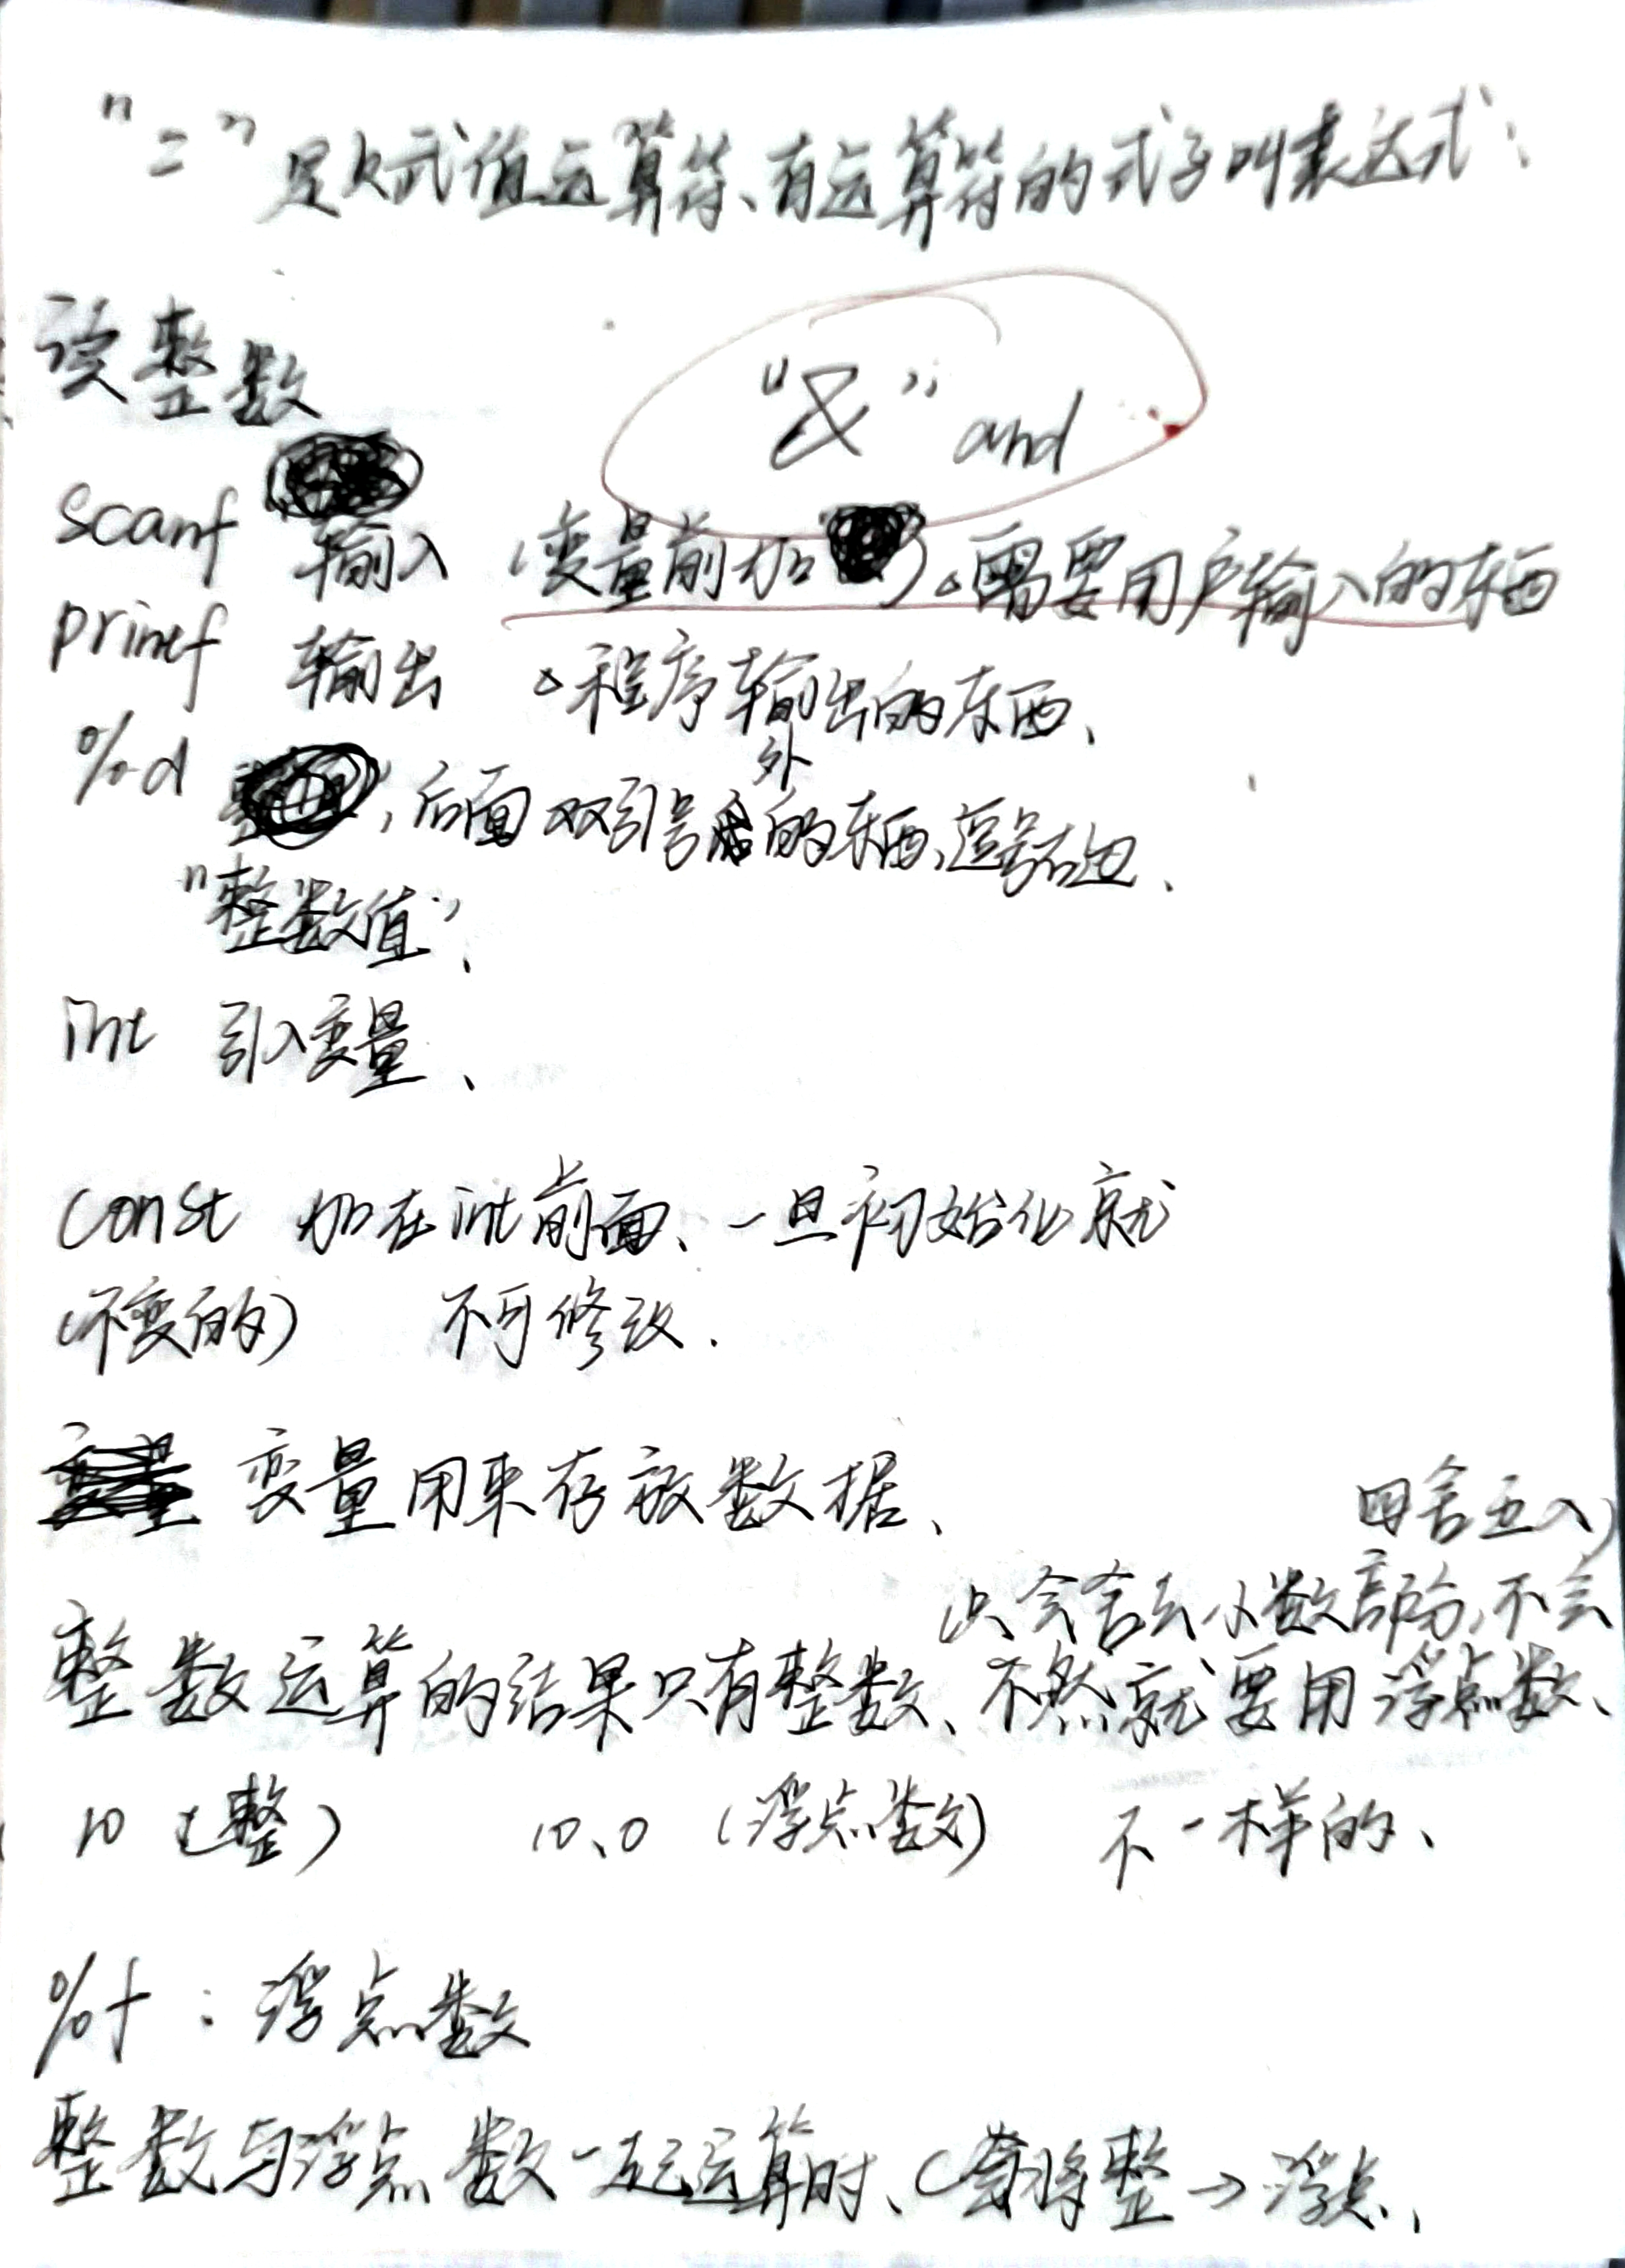 "="是赋值运算符、有运算符的式子叫表达式；
读整数
"&" and
scanf 输入 (变量前加)。需要用户输入的东西
prinef 输出 。程序输出的东西、
%d , 后面双引号外的东西、逗号右边、
"整数值"、
int 引入变量、
const 加在int前面、一旦初始化就
(不变的) 不可修改.
变量用来存放数据、
四舍五入)
(只会舍去小数部分,不会
整数运算的结果只有整数、不然就要用浮点数、
10 (整) 10、0 (浮点数) 不一样的、
%f : 浮点数
整数与浮点数一起运算时、C会将整→浮点、